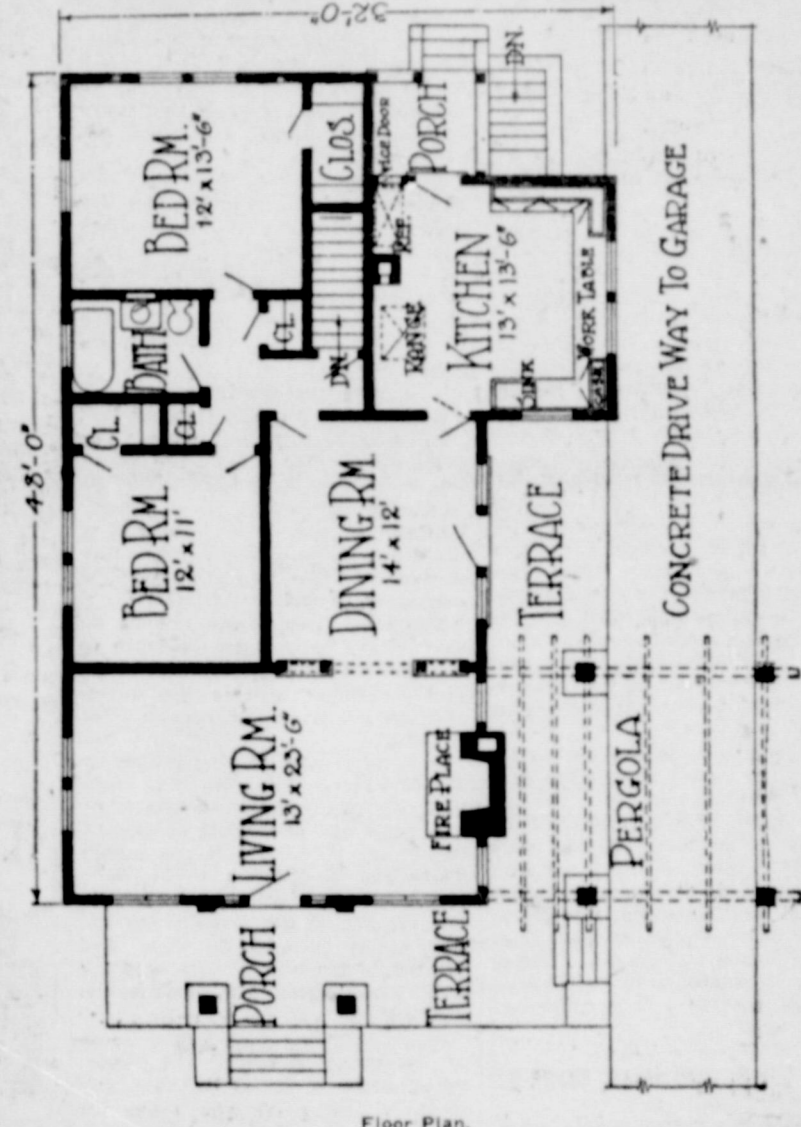 32'-0"
DN.
ICE DOOR
PORCH
CLOS.
BED RM.
12' x 13'-6"
REF.
KITCHEN
13' x 13'-6"
RANGE
WORK TABLE
SINK
CL.
DN.
BATH
CL.
CL.
48'-0"
CONCRETE DRIVE WAY TO GARAGE
BED RM.
12' x 11'
DINING RM.
14' x 12'
TERRACE
LIVING RM.
13' x 23'-6"
FIRE PLACE
PERGOLA
PORCH
TERRACE
Floor Plan.